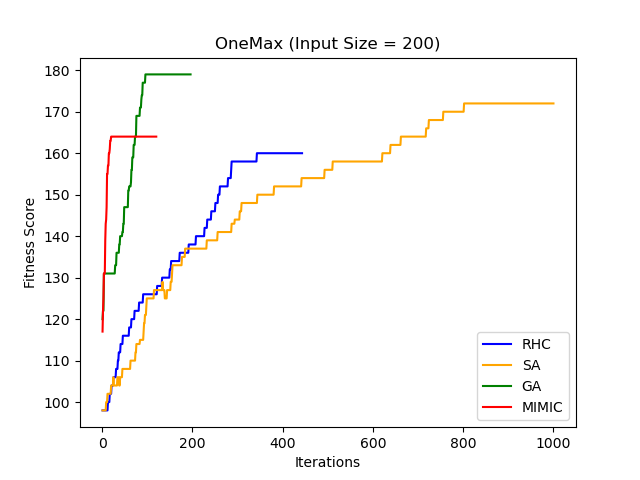 OneMax (Input Size = 200)
Fitness Score
180
170
160
150
140
130
120
110
100
0 200 400 600 800 1000
Iterations
RHC
SA
GA
MIMIC